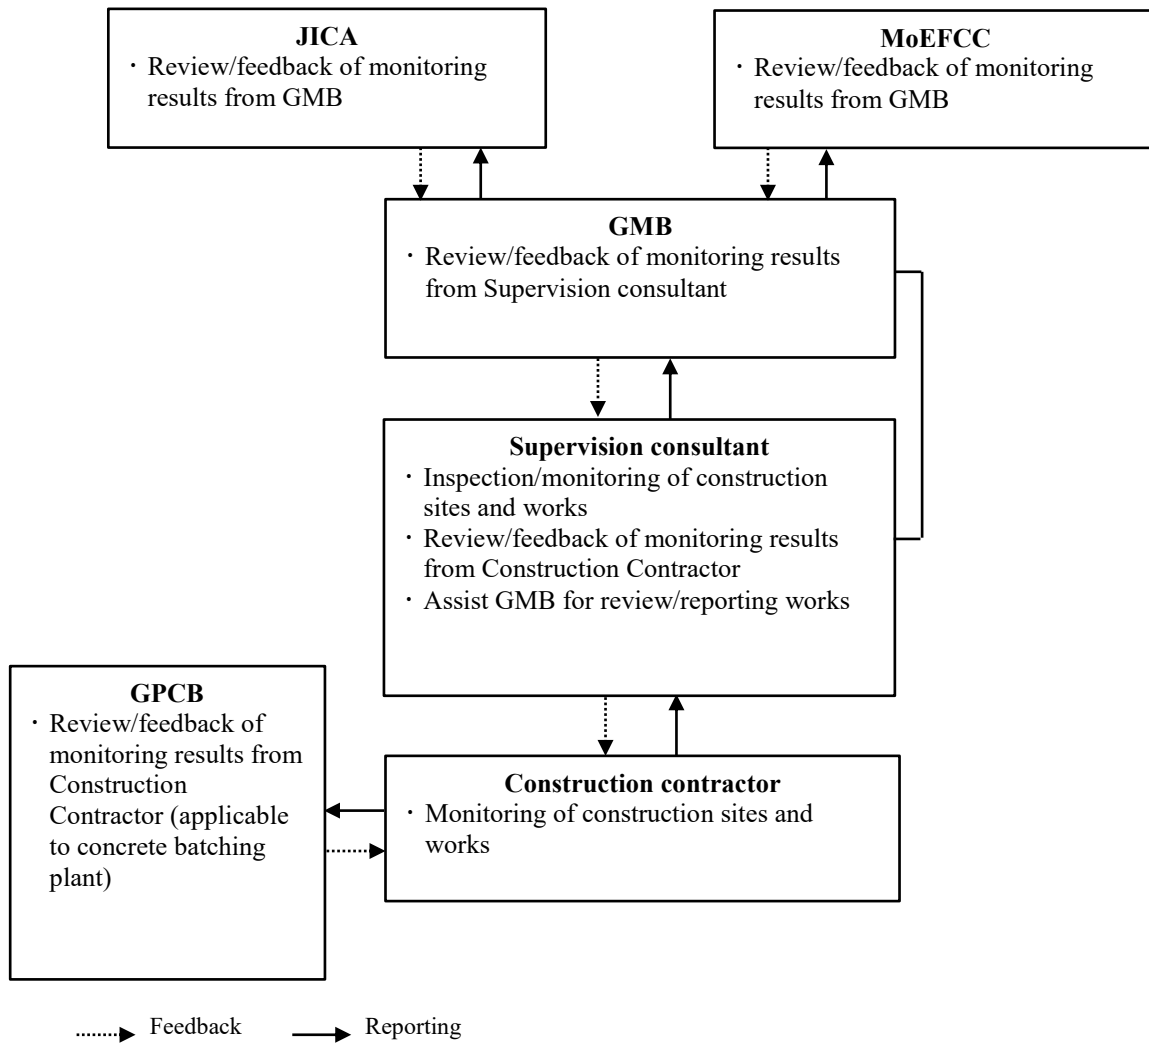 JICA
・ Review/feedback of monitoring
results from GMB
MoEFCC
・ Review/feedback of monitoring
results from GMB
GMB
・ Review/feedback of monitoring results
from Supervision consultant
Supervision consultant
・ Inspection/monitoring of construction
sites and works
・ Review/feedback of monitoring results
from Construction Contractor
・ Assist GMB for review/reporting works
GPCB
・ Review/feedback of
monitoring results from
Construction
Contractor (applicable
to concrete batching
plant)
Construction contractor
・ Monitoring of construction sites and
works
Feedback
Reporting